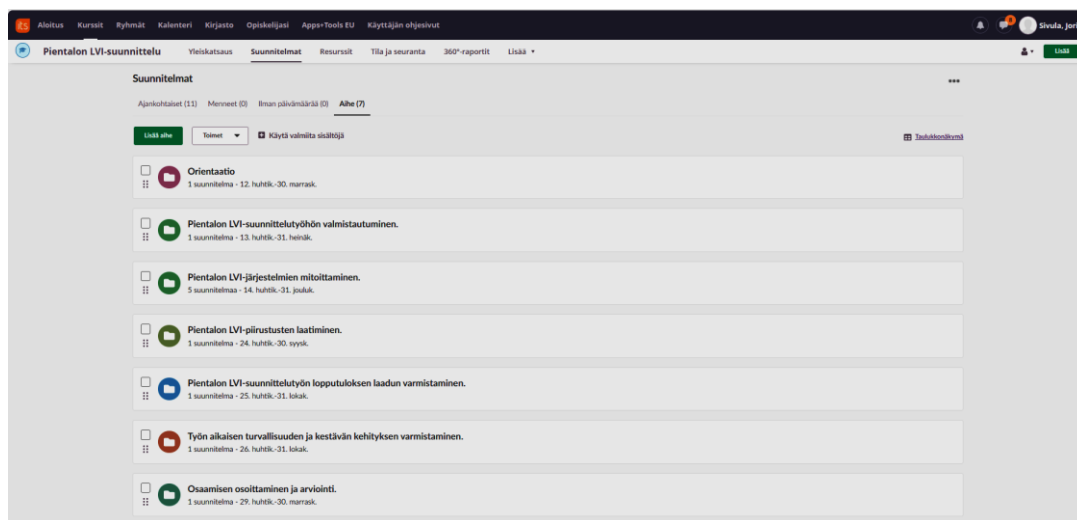 its Aloitus Kurssit Ryhmät Kalenteri Kirjasto Opiskelijasi Apps+Tools EU Käyttäjän ohjesivut Sivula, Jori
Pientalon LVI-suunnittelu Yleiskatsaus Suunnitelmat Resurssit Tila ja seuranta 360°-raportit Lisää Lisää
Suunnitelmat
Ajankohtaiset (11) Menneet (0) Ilman päivämäärää (0) Aihe (7)
Lisää aihe Toimet Käytä valmiita sisältöjä Taulukkonäkymä
Orientaatio
1 suunnitelma - 12. huhtik.-30. marrask.
Pientalon LVI-suunnittelutyöhön valmistautuminen.
1 suunnitelma - 13. huhtik.-31. heinäk.
Pientalon LVI-järjestelmien mitoittaminen.
5 suunnitelmaa - 14. huhtik.-31. jouluk.
Pientalon LVI-piirustusten laatiminen.
1 suunnitelma - 24. huhtik.-30. syysk.
Pientalon LVI-suunnittelutyön lopputuloksen laadun varmistaminen.
1 suunnitelma - 25. huhtik.-31. lokak.
Työn aikaisen turvallisuuden ja kestävän kehityksen varmistaminen.
1 suunnitelma - 26. huhtik.-31. lokak.
Osaamisen osoittaminen ja arviointi.
1 suunnitelma - 29. huhtik.-30. marrask.